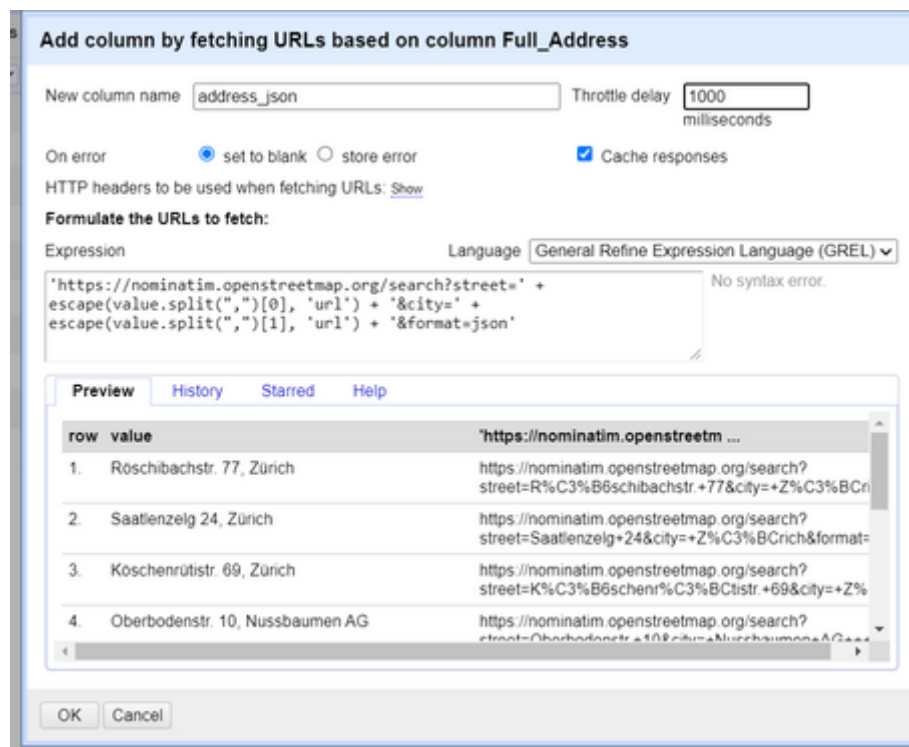 Add column by fetching URLs based on column Full_Address
New column name address_json Throttle delay 1000
milliseconds
On error set to blank store error Cache responses
HTTP headers to be used when fetching URLs: Show
Formulate the URLs to fetch:
Expression Language General Refine Expression Language (GREL)
'https://nominatim.openstreetmap.org/search?street=' + No syntax error.
escape(value.split(",")[0], 'url') + '&city=' +
escape(value.split(",")[1], 'url') + '&format=json'
Preview History Starred Help
row value 'https://nominatim.openstreetm ...
1. Röschibachstr. 77, Zürich https://nominatim.openstreetmap.org/search?
street=R%C3%B6schibachstr.+77&city=+Z%C3%BCri
2. Saatlenzelg 24, Zürich https://nominatim.openstreetmap.org/search?
street=Saatlenzelg+24&city=+Z%C3%BCrich&format=
3. Köschenrütistr. 69, Zürich https://nominatim.openstreetmap.org/search?
street=K%C3%B6schenr%C3%BCtistr.+69&city=+Z%
4. Oberbodenstr. 10, Nussbaumen AG https://nominatim.openstreetmap.org/search?
street=Oberbodenstr.+10&city=+Nussbaumen+AG+++
OK Cancel